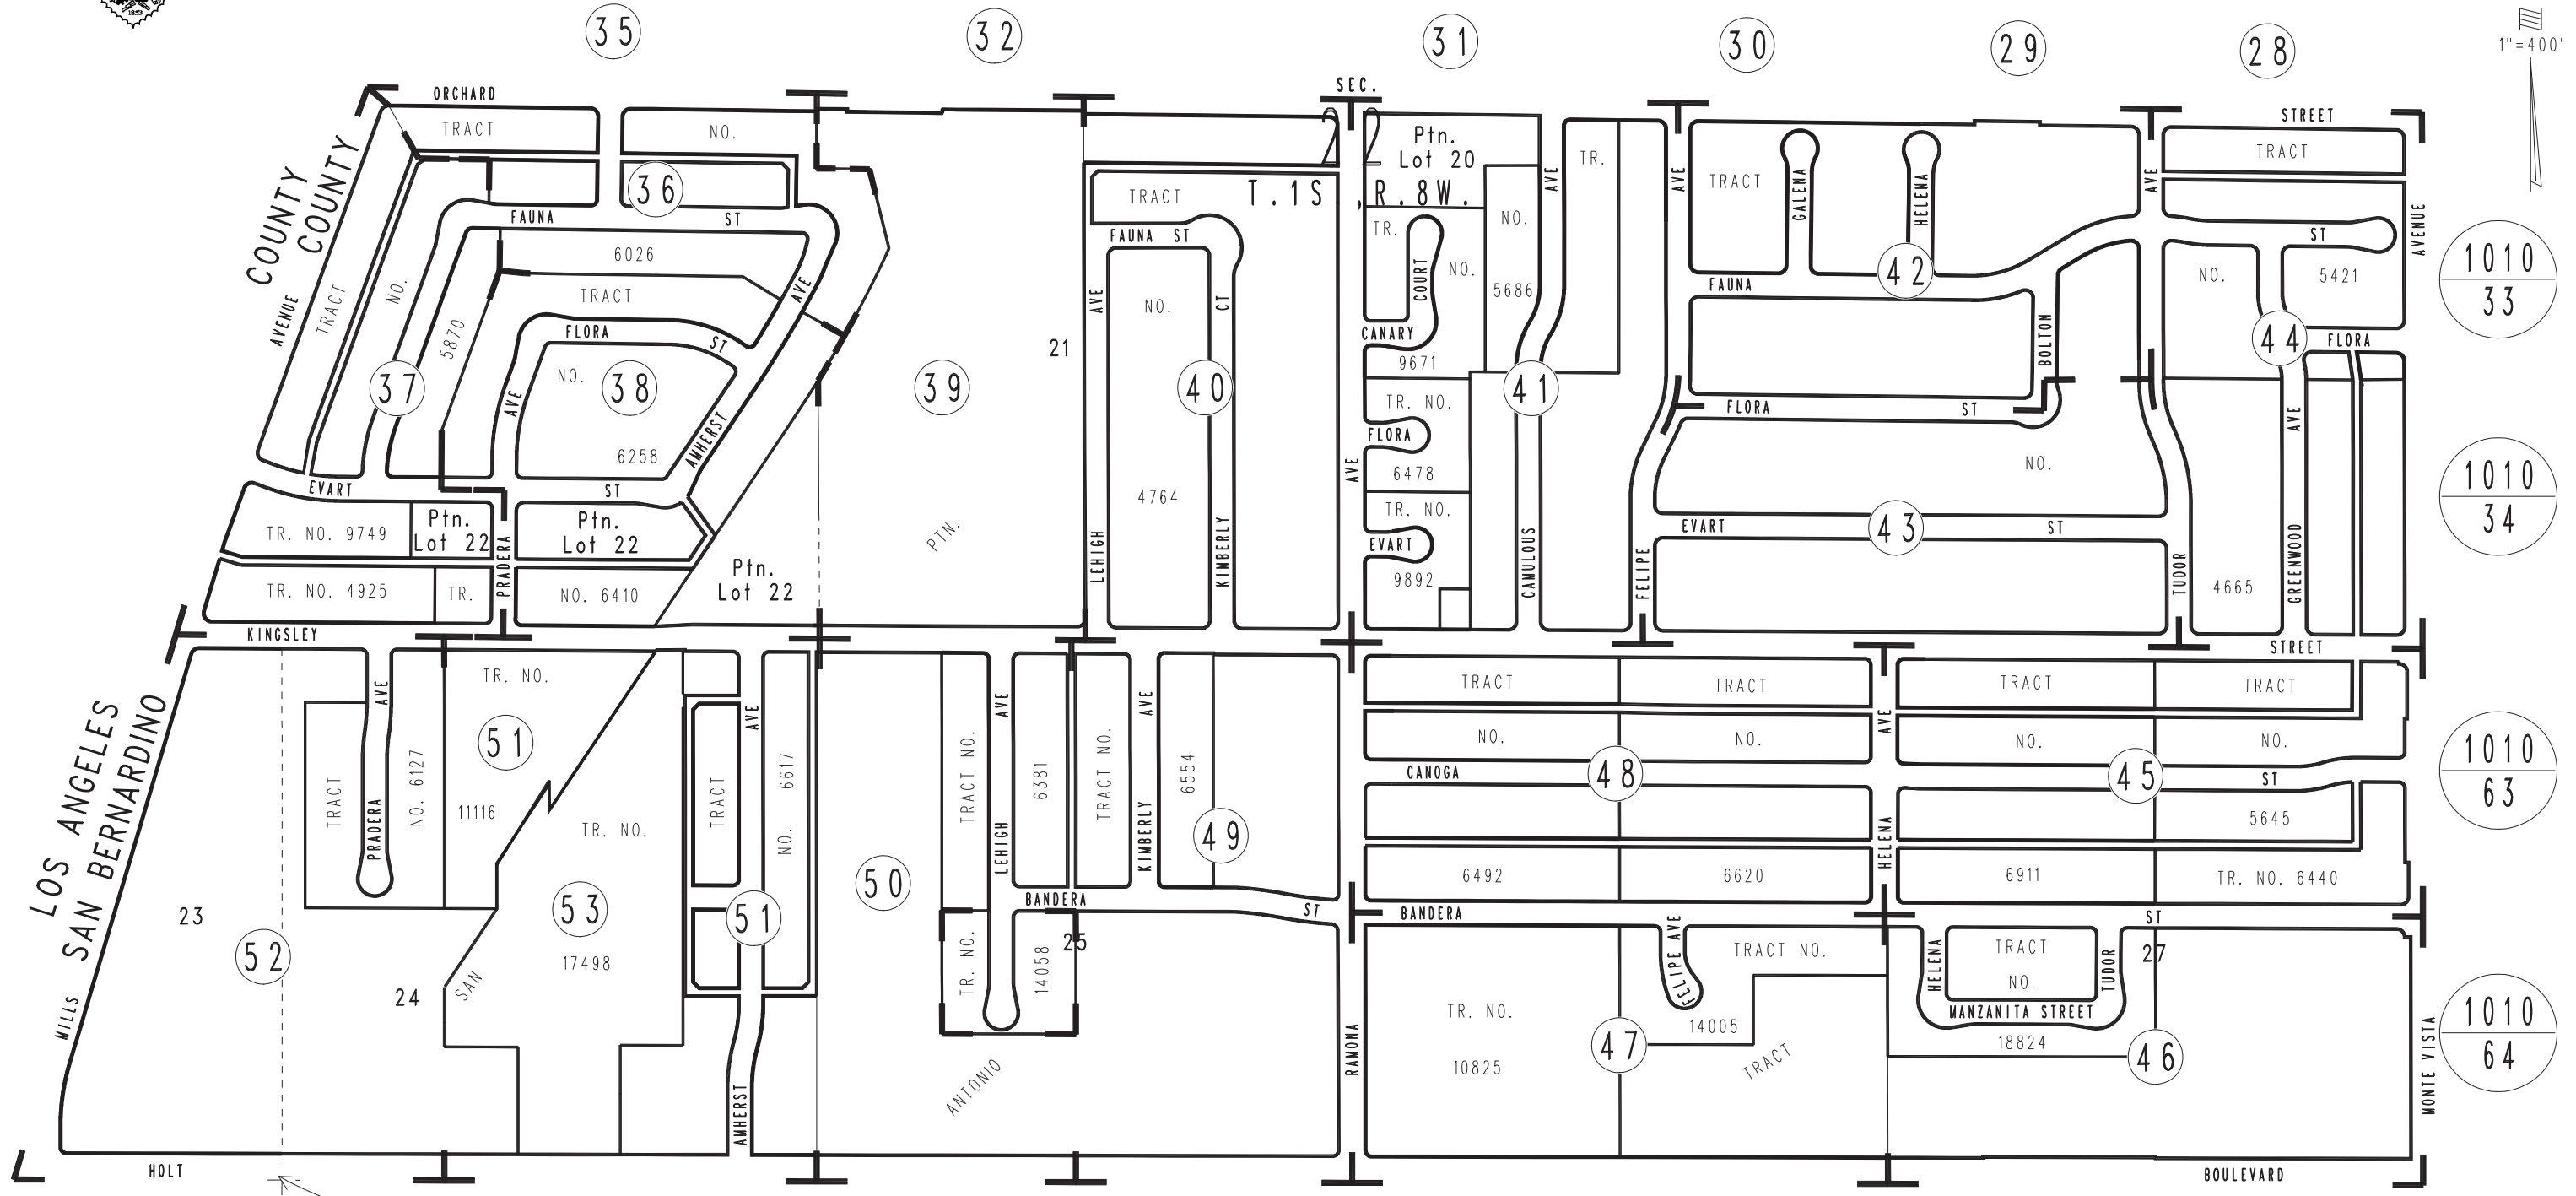 1853
35
32
31
30
29
28
1"=400'
SEC.
22
T.1S.,R.8W.
ORCHARD
STREET
TRACT
NO.
36
FAUNA
ST
6026
TRACT
FLORA
ST
NO.
38
6258
COUNTY
COUNTY
AVENUE
TRACT
NO.
5870
37
AVE
AVE
AMHERST
EVART
ST
TR. NO. 9749
Ptn.
Lot 22
Ptn.
Lot 22
PRADERA
TR. NO. 4925
TR.
NO. 6410
Ptn.
Lot 22
39
21
PTN.
AVE
LEHIGH
TRACT
FAUNA ST
NO.
CT
40
4764
KIMBERLY
AVE
Ptn.
Lot 20
TR.
NO.
COURT
CANARY
9671
NO.
5686
AVE
TR.
41
TR. NO.
FLORA
6478
TR. NO.
EVART
9892
CAMULOUS
AVE
FELIPE
TRACT
GALENA
HELENA
42
FAUNA
BOLTON
FLORA
ST
NO.
43
EVART
ST
AVE
TUDOR
TRACT
AVENUE
ST
NO.
5421
44
FLORA
AVE
GREENWOOD
4665
1010
33
1010
34
KINGSLEY
STREET
LOS ANGELES
SAN BERNARDINO
MILLS
23
52
24
TRACT
NO. 6127
AVE
PRADERA
TR. NO.
51
11116
SAN
TR. NO.
53
17498
TRACT
AVE
NO. 6617
51
AMHERST
50
TRACT NO.
AVE
LEHIGH
6381
TRACT NO.
AVE
KIMBERLY
6554
49
BANDERA
ST
TR. NO.
14058
25
ANTONIO
RAMONA
TRACT
TRACT
NO.
NO.
CANOGA
48
6492
6620
AVE
HELENA
TRACT
TRACT
NO.
NO.
45
ST
5645
6911
TR. NO. 6440
1010
63
BANDERA
ST
TR. NO.
10825
FELIPE AVE
FELIPE
TRACT NO.
14005
47
TRACT
HELENA
TRACT
NO.
TUDOR
27
MANZANITA STREET
18824
46
MONTE VISTA
1010
64
HOLT
BOULEVARD